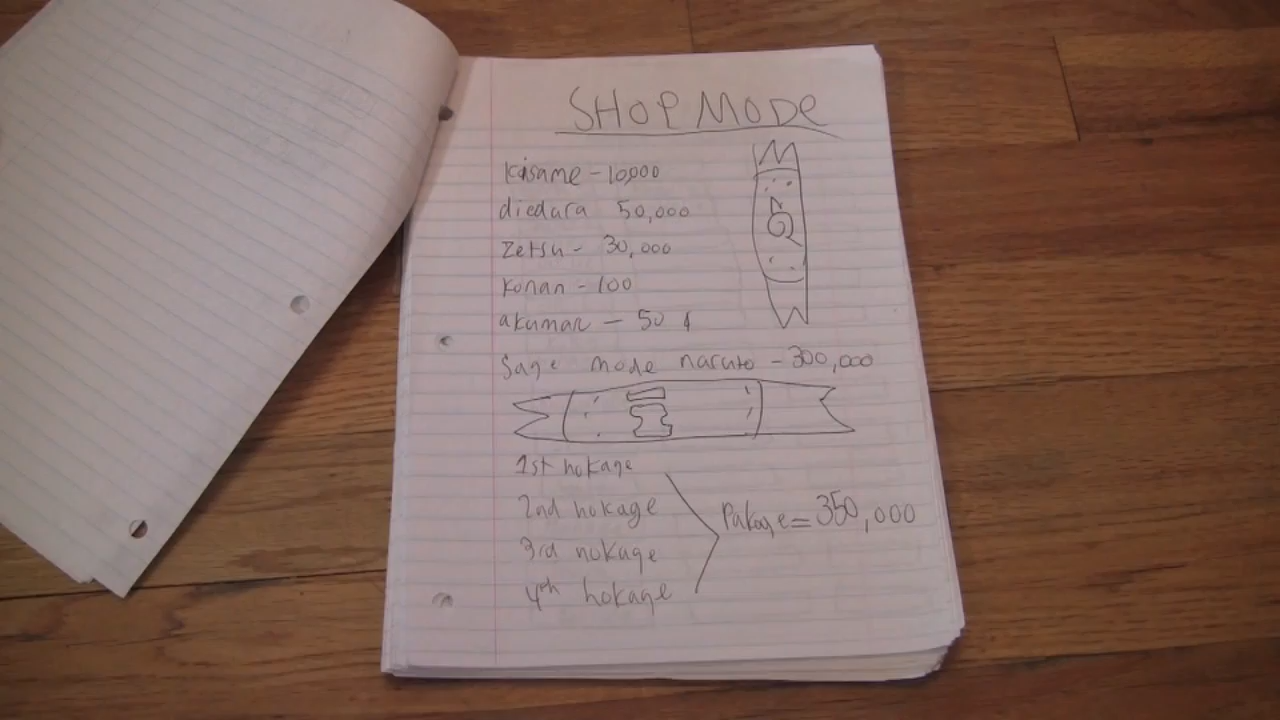 SHOP MODE
Kisame - 10,000
diedara 50,000
Zetsu - 30,000
Konan - 100
akumar - 50 ¢
Sage mode naruto - 300,000
1st hokage
2nd hokage
3rd hokage
4th hokage
Pakage = 350,000